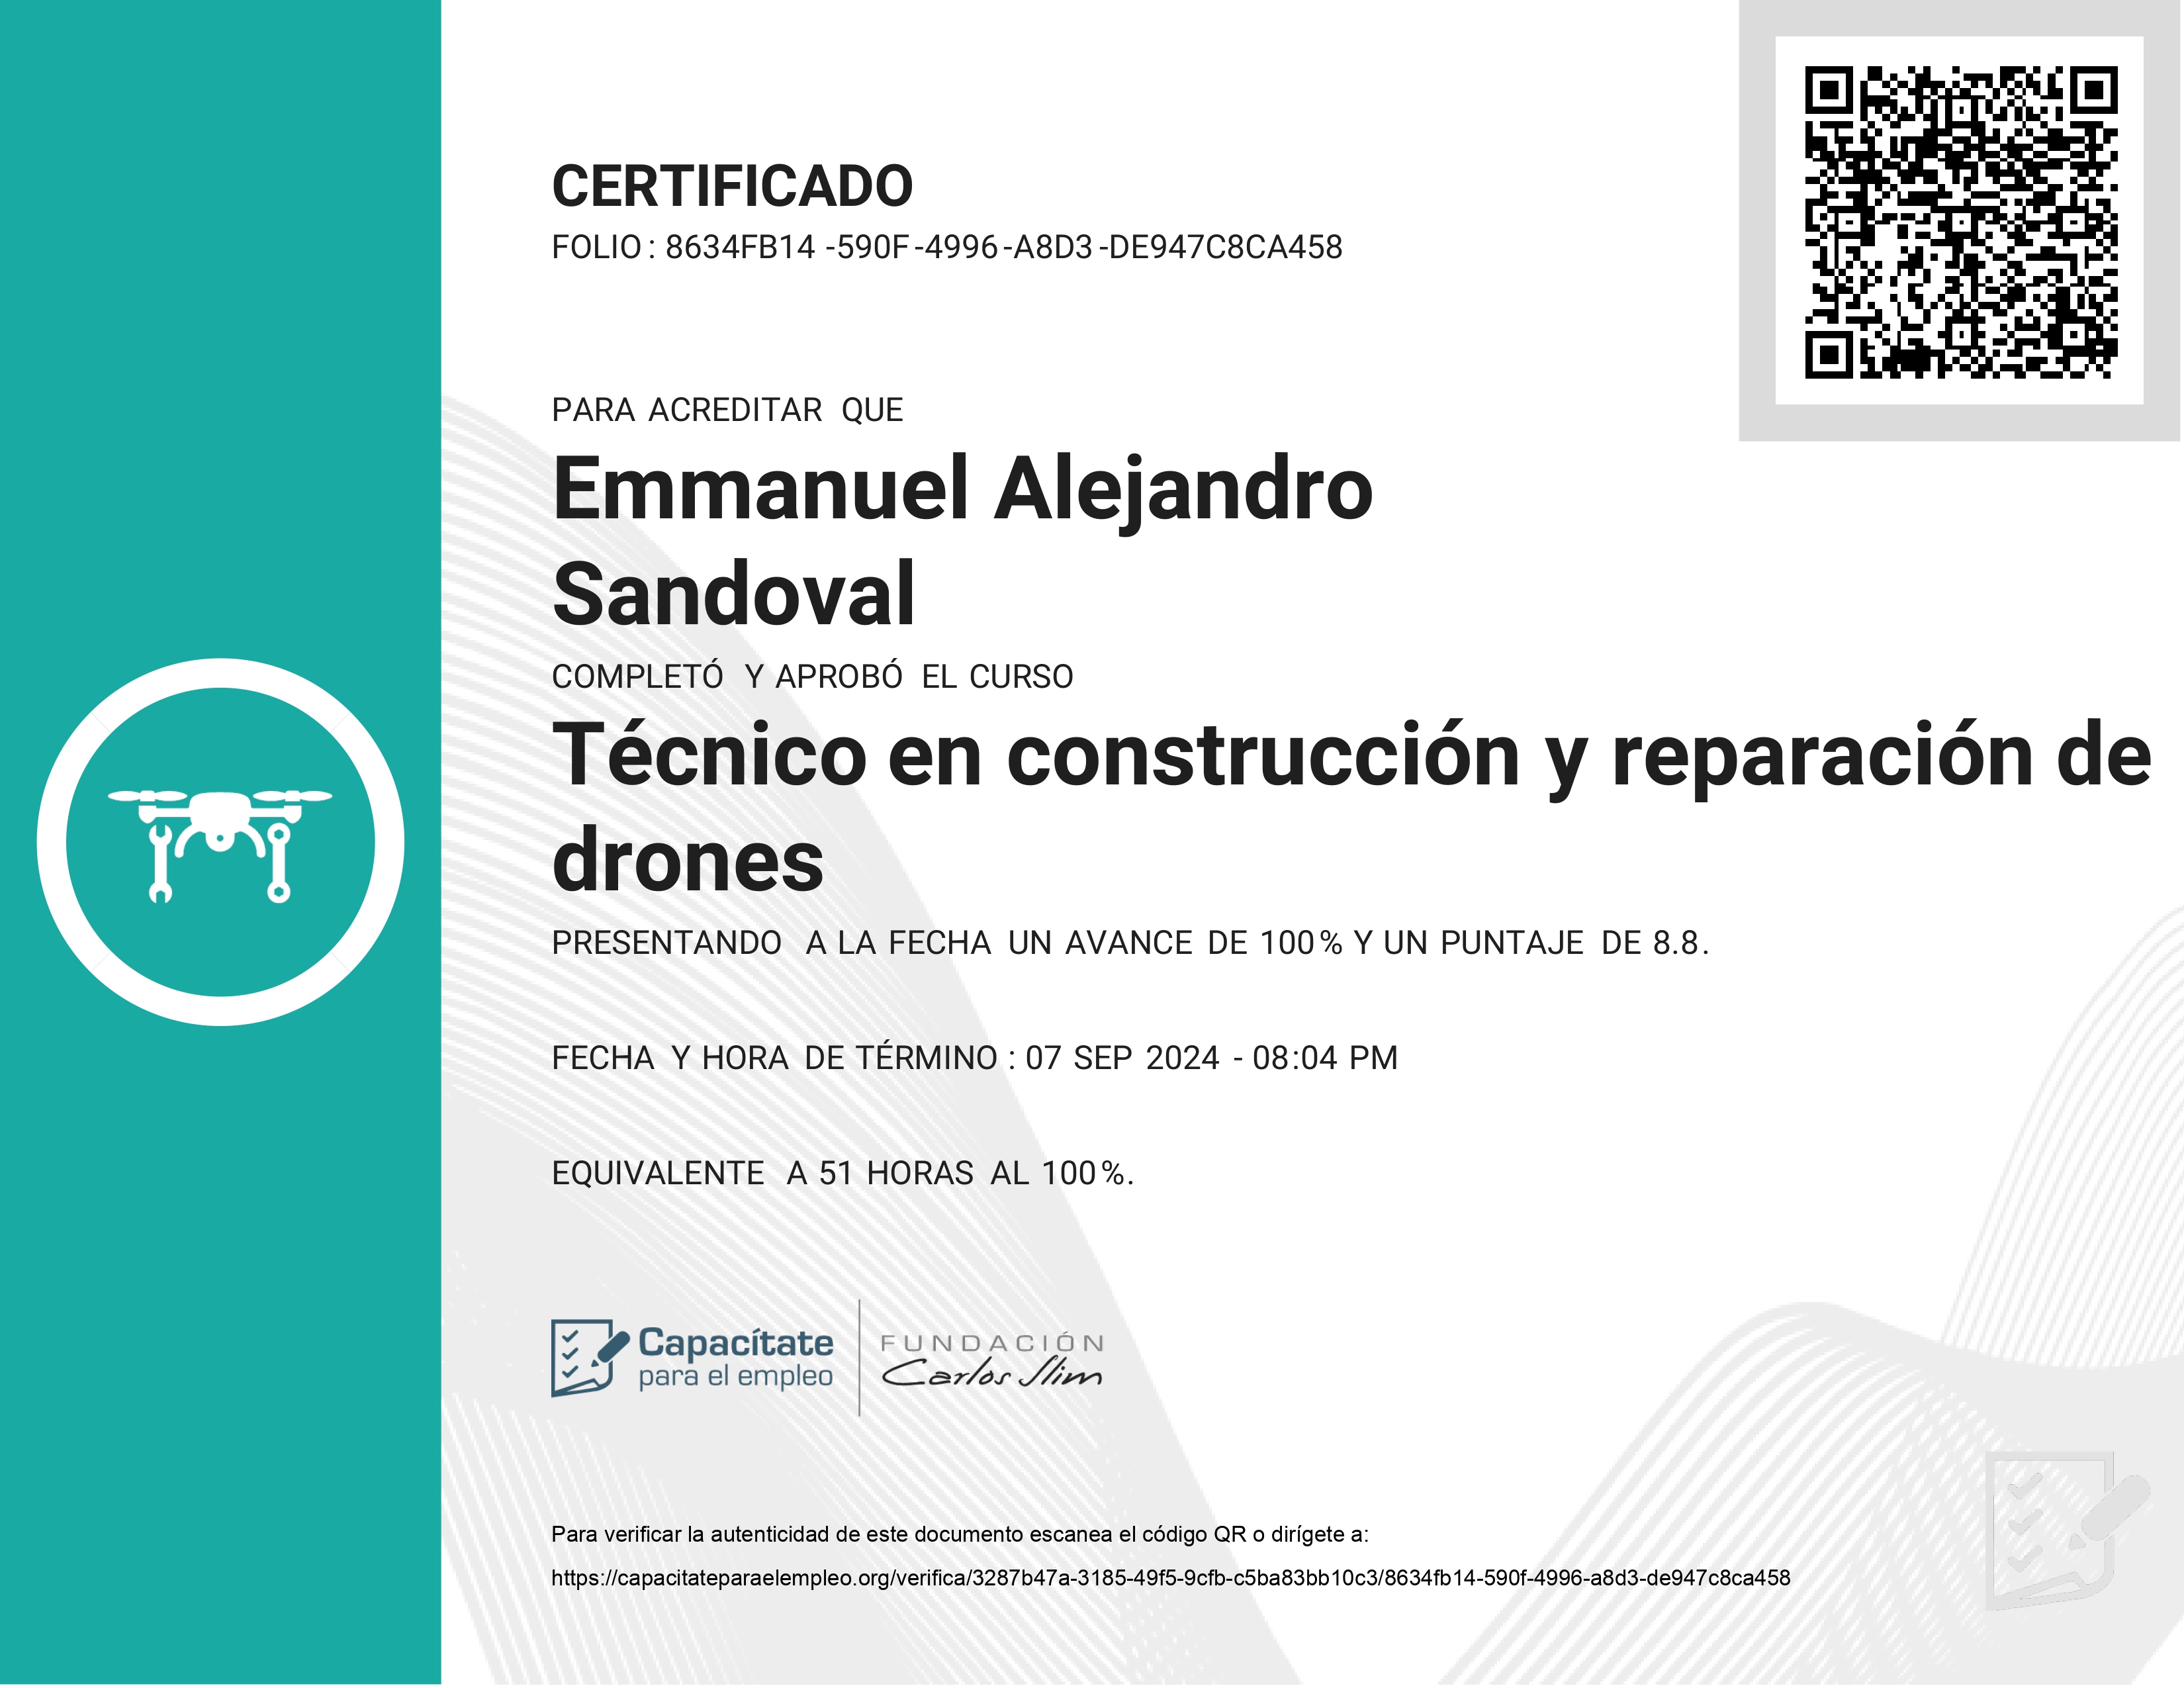 CERTIFICADO
FOLIO: 8634FB14-590F-4996-A8D3-DE947C8CA458
PARA ACREDITAR QUE
Emmanuel Alejandro
Sandoval
COMPLETÓ Y APROBÓ EL CURSO
Técnico en construcción y reparación de
drones
PRESENTANDO A LA FECHA UN AVANCE DE 100% Y UN PUNTAJE DE 8.8.
FECHA Y HORA DE TÉRMINO: 07 SEP 2024 - 08:04 PM
EQUIVALENTE A 51 HORAS AL 100%.
Capacítate
para el empleo
FUNDACIÓN
Carlos Slim
Para verificar la autenticidad de este documento escanea el código QR o dirígete a:
https://capacitateparaelempleo.org/verifica/3287b47a-3185-49f5-9cfb-c5ba83bb10c3/8634fb14-590f-4996-a8d3-de947c8ca458